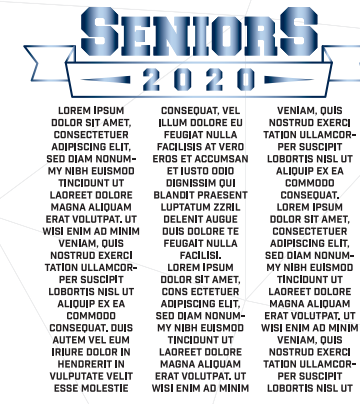 SENIORS
2020
LOREM IPSUM
DOLOR SIT AMET,
CONSECTETUER
ADIPISCING ELIT,
SED DIAM NONUM-
MY NIBH EUISMOD
TINCIDUNT UT
LAOREET DOLORE
MAGNA ALIQUAM
ERAT VOLUTPAT. UT
WISI ENIM AD MINIM
VENIAM, QUIS
NOSTRUD EXERCI
TATION ULLAMCOR-
PER SUSCIPIT
LOBORTIS NISL UT
ALIQUIP EX EA
COMMODO
CONSEQUAT. DUIS
AUTEM VEL EUM
IRIURE DOLOR IN
HENDRERIT IN
VULPUTATE VELIT
ESSE MOLESTIE
CONSEQUAT, VEL
ILLUM DOLORE EU
FEUGIAT NULLA
FACILISIS AT VERO
EROS ET ACCUMSAN
ET IUSTO ODIO
DIGNISSIM QUI
BLANDIT PRAESENT
LUPTATUM ZZRIL
DELENIT AUGUE
DUIS DOLORE TE
FEUGAIT NULLA
FACILISI.
LOREM IPSUM
DOLOR SIT AMET,
CONS ECTETUER
ADIPISCING ELIT,
SED DIAM NONUM-
MY NIBH EUISMOD
TINCIDUNT UT
LAOREET DOLORE
MAGNA ALIQUAM
ERAT VOLUTPAT. UT
WISI ENIM AD MINIM
VENIAM, QUIS
NOSTRUD EXERCI
TATION ULLAMCOR-
PER SUSCIPIT
LOBORTIS NISL UT
ALIQUIP EX EA
COMMODO
CONSEQUAT.
LOREM IPSUM
DOLOR SIT AMET,
CONSECTETUER
ADIPISCING ELIT,
SED DIAM NONUM-
MY NIBH EUISMOD
TINCIDUNT UT
LAOREET DOLORE
MAGNA ALIQUAM
ERAT VOLUTPAT. UT
WISI ENIM AD MINIM
VENIAM, QUIS
NOSTRUD EXERCI
TATION ULLAMCOR-
PER SUSCIPIT
LOBORTIS NISL UT